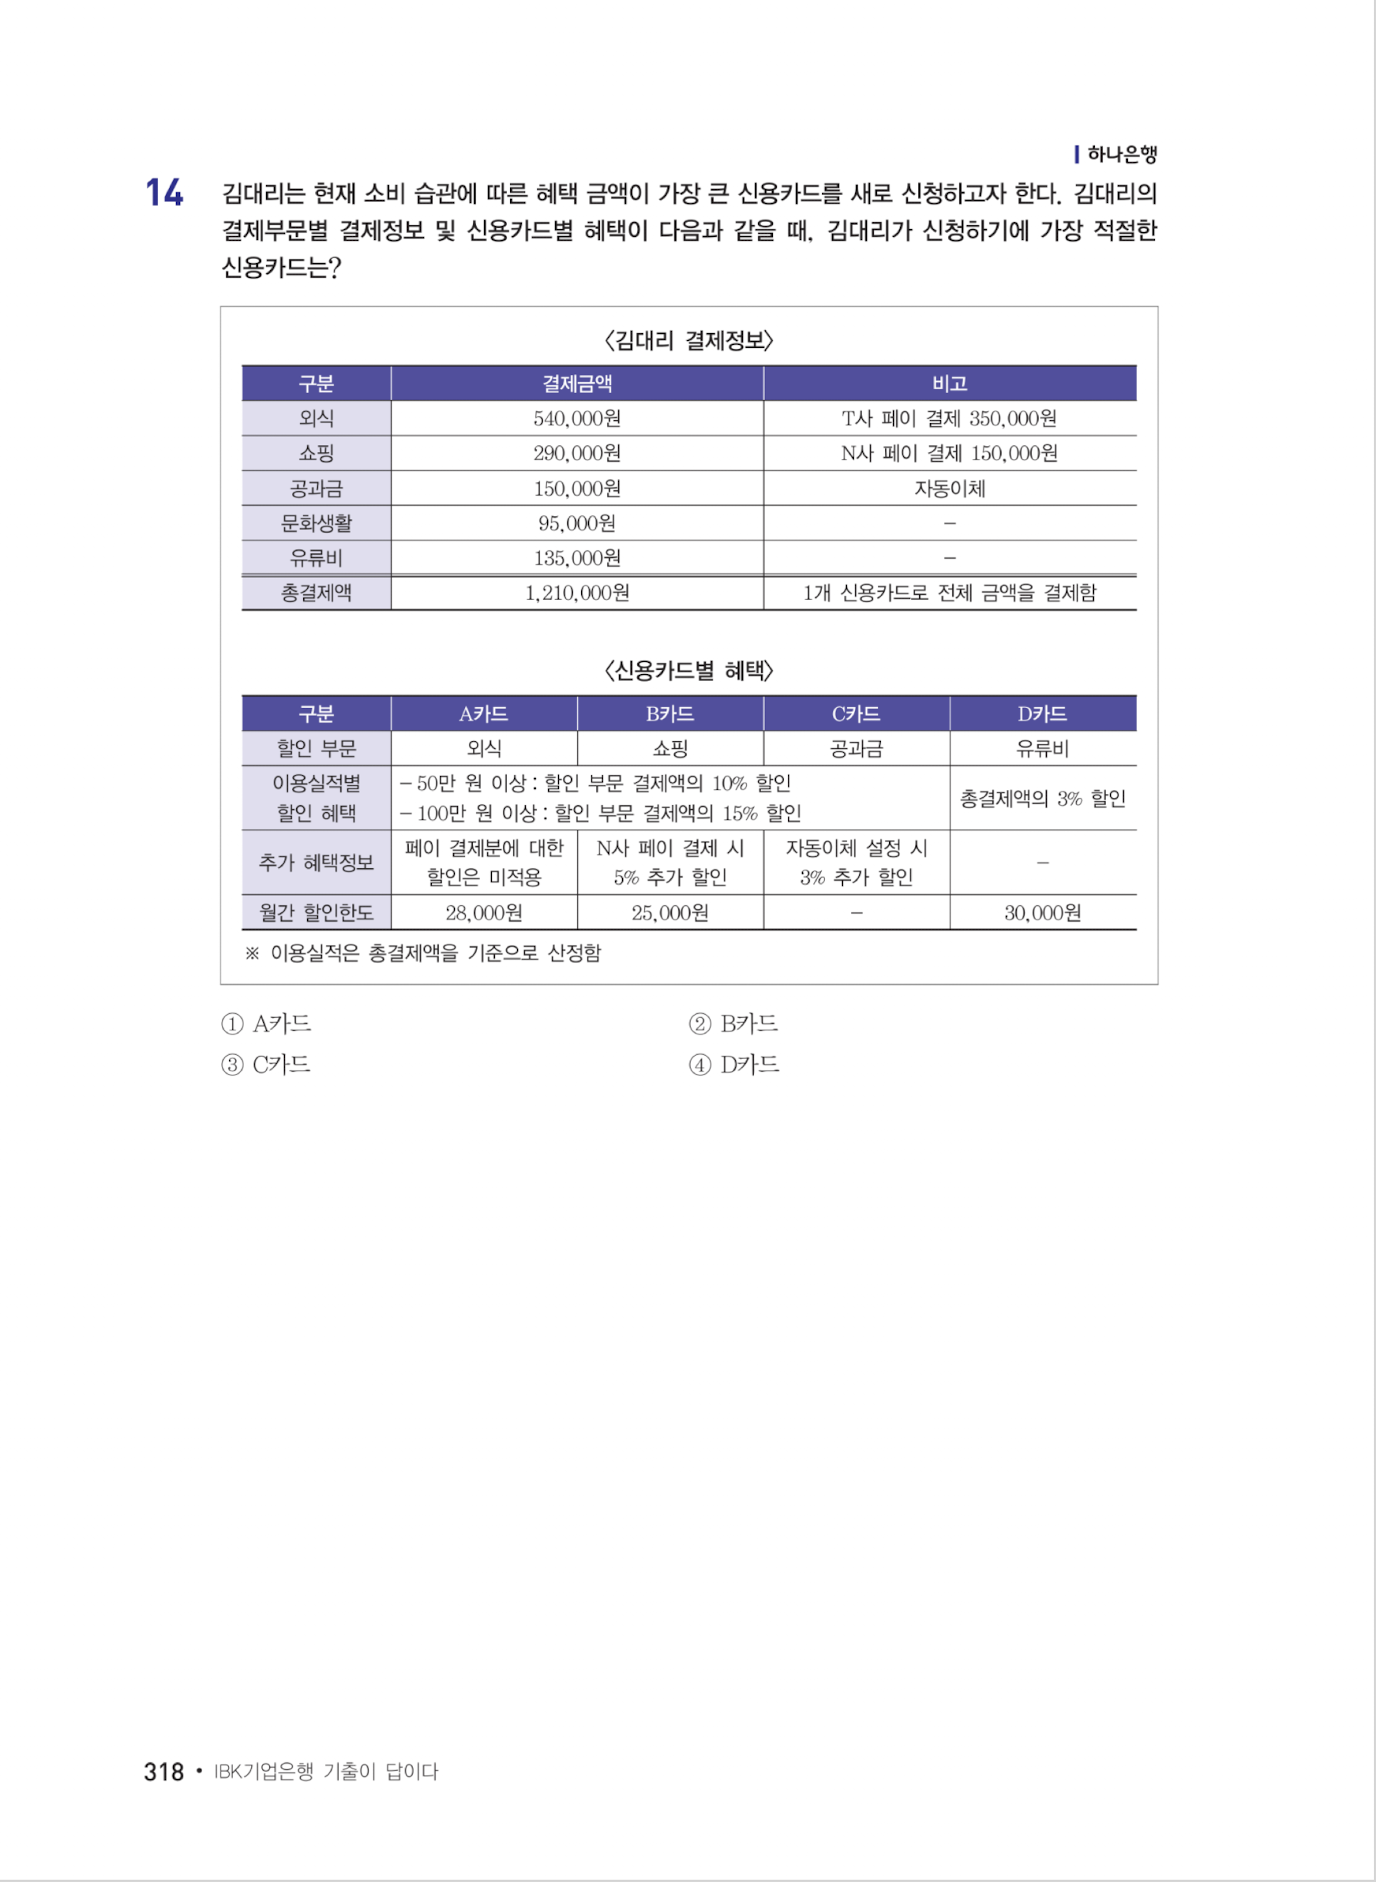 하나은행
14 김대리는 현재 소비 습관에 따른 혜택 금액이 가장 큰 신용카드를 새로 신청하고자 한다. 김대리의
결제부문별 결제정보 및 신용카드별 혜택이 다음과 같을 때, 김대리가 신청하기에 가장 적절한
신용카드는?
〈김대리 결제정보〉
구분 결제금액 비고
외식 540,000원 T사 페이 결제 350,000원
쇼핑 290,000원 N사 페이 결제 150,000원
공과금 150,000원 자동이체
문화생활 95,000원 -
유류비 135,000원 -
총결제액 1,210,000원 1개 신용카드로 전체 금액을 결제함
〈신용카드별 혜택〉
구분 A카드 B카드 C카드 D카드
할인 부문 외식 쇼핑 공과금 유류비
이용실적별
할인 혜택
- 50만 원 이상 : 할인 부문 결제액의 10% 할인
- 100만 원 이상 : 할인 부문 결제액의 15% 할인
총결제액의 3% 할인
추가 혜택정보
페이 결제분에 대한
할인은 미적용
N사 페이 결제 시
5% 추가 할인
자동이체 설정 시
3% 추가 할인
-
월간 할인한도 28,000원 25,000원 - 30,000원
※ 이용실적은 총결제액을 기준으로 산정함
① A카드 ② B카드
③ C카드 ④ D카드
318 • IBK기업은행 기출이 답이다